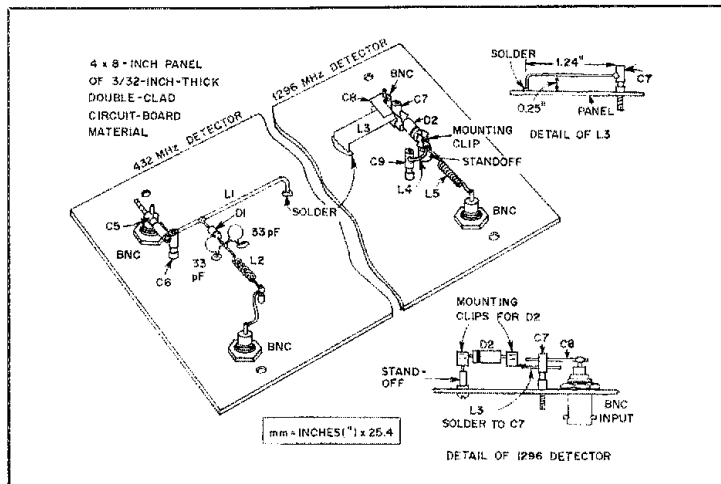 4 x 8-INCH PANEL
OF 3/32-INCH-THICK
DOUBLE-CLAD
CIRCUIT-BOARD
MATERIAL
432 MHz DETECTOR
1296 MHz DETECTOR
BNC
C8
C7
D2
L3
MOUNTING
CLIP
STANDOFF
C9
L4
L5
BNC
SOLDER
L1
C5
BNC
D1
33 pF
33
pF
L2
C6
BNC
SOLDER
1.24"
C7
0.25"
PANEL
DETAIL OF L3
MOUNTING
CLIPS FOR D2
D2
C7
C8
STAND-
OFF
L3
SOLDER TO C7
BNC
INPUT
DETAIL OF 1296 DETECTOR
mm = INCHES(") x 25.4